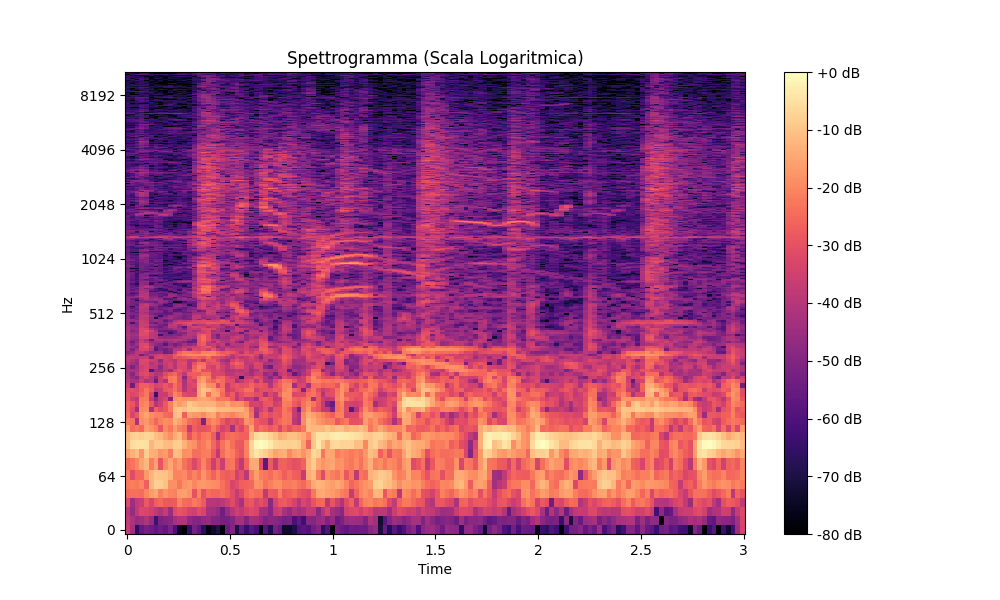 Spettrogramma (Scala Logaritmica)
Hz
8192
4096
2048
1024
512
256
128
64
0
0 0.5 1 1.5 2 2.5 3
Time
+0 dB
-10 dB
-20 dB
-30 dB
-40 dB
-50 dB
-60 dB
-70 dB
-80 dB